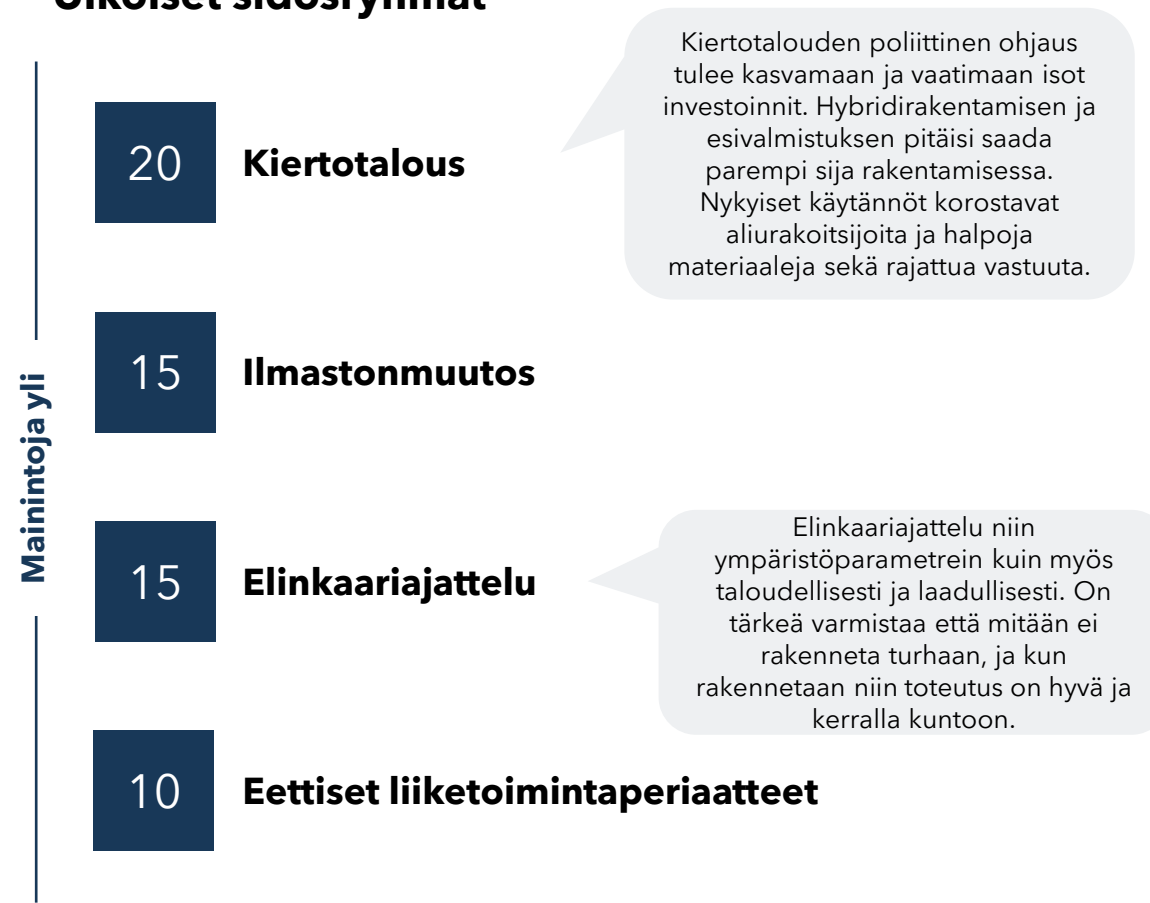 Ulkoiset sidosryhmät
Mainintoja yli
20
Kiertotalous
Kiertotalouden poliittinen ohjaus
tulee kasvamaan ja vaatimaan isot
investoinnit. Hybridirakentamisen ja
esivalmistuksen pitäisi saada
parempi sija rakentamisessa.
Nykyiset käytännöt korostavat
aliurakoitsijoita ja halpoja
materiaaleja sekä rajattua vastuuta.
15
Ilmastonmuutos
15
Elinkaariajattelu
Elinkaariajattelu niin
ympäristöparametrein kuin myös
taloudellisesti ja laadullisesti. On
tärkeä varmistaa että mitään ei
rakenneta turhaan, ja kun
rakennetaan niin toteutus on hyvä ja
kerralla kuntoon.
10
Eettiset liiketoimintaperiaatteet